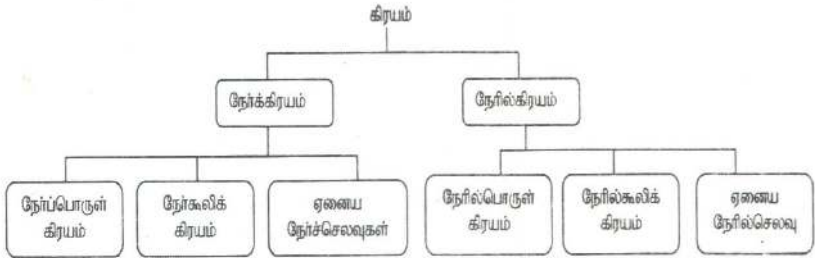 கிரயம்
நேர்க்கிரயம்
நேரில்கிரயம்
நேர்ப்பொருள்
கிரயம்
நேர்கூலிக்
கிரயம்
ஏனைய
நேர்ச்செலவுகள்
நேரில்பொருள்
கிரயம்
நேரில்கூலிக்
கிரயம்
ஏனைய
நேரில்செலவு